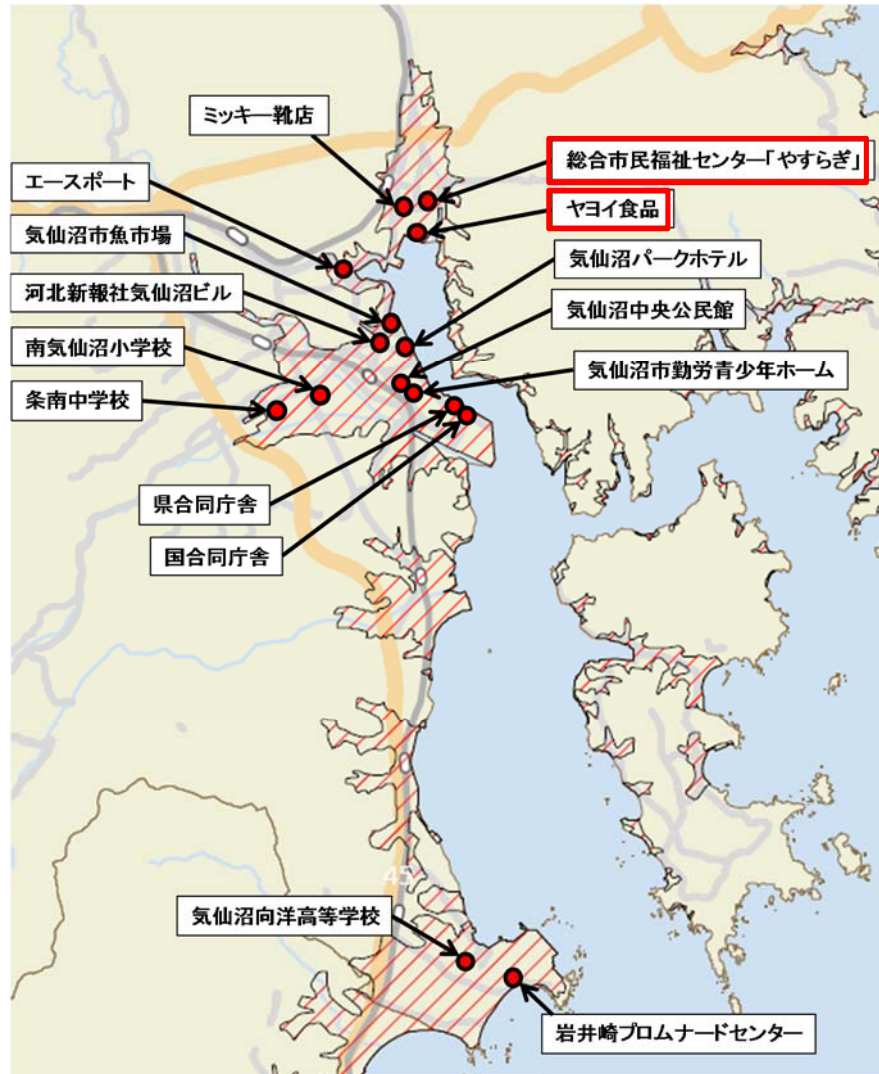 ミッキー靴店
総合市民福祉センター「やすらぎ」
エースポート
ヤヨイ食品
気仙沼市魚市場
気仙沼パークホテル
河北新報社気仙沼ビル
気仙沼中央公民館
南気仙沼小学校
気仙沼市勤労青少年ホーム
条南中学校
県合同庁舎
国合同庁舎
45
気仙沼向洋高等学校
岩井崎プロムナードセンター